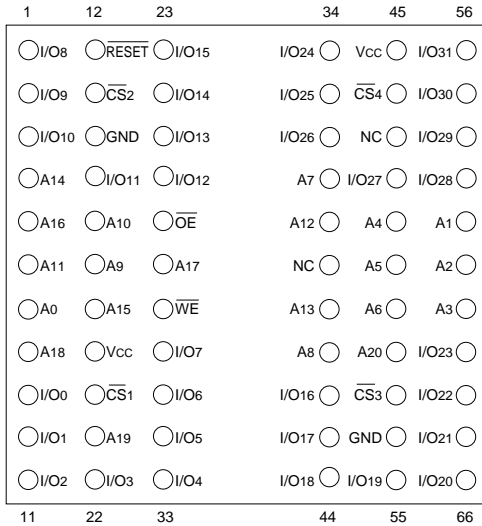 1 12 23 34 45 56
I/O8 RESET I/O15 I/O24 Vcc I/O31
I/O9 CS2 I/O14 I/O25 CS4 I/O30
I/O10 GND I/O13 I/O26 NC I/O29
A14 I/O11 I/O12 A7 I/O27 I/O28
A16 A10 OE A12 A4 A1
A11 A9 A17 NC A5 A2
A0 A15 WE A13 A6 A3
A18 Vcc I/O7 A8 A20 I/O23
I/O0 CS1 I/O6 I/O16 CS3 I/O22
I/O1 A19 I/O5 I/O17 GND I/O21
I/O2 I/O3 I/O4 I/O18 I/O19 I/O20
11 22 33 44 55 66